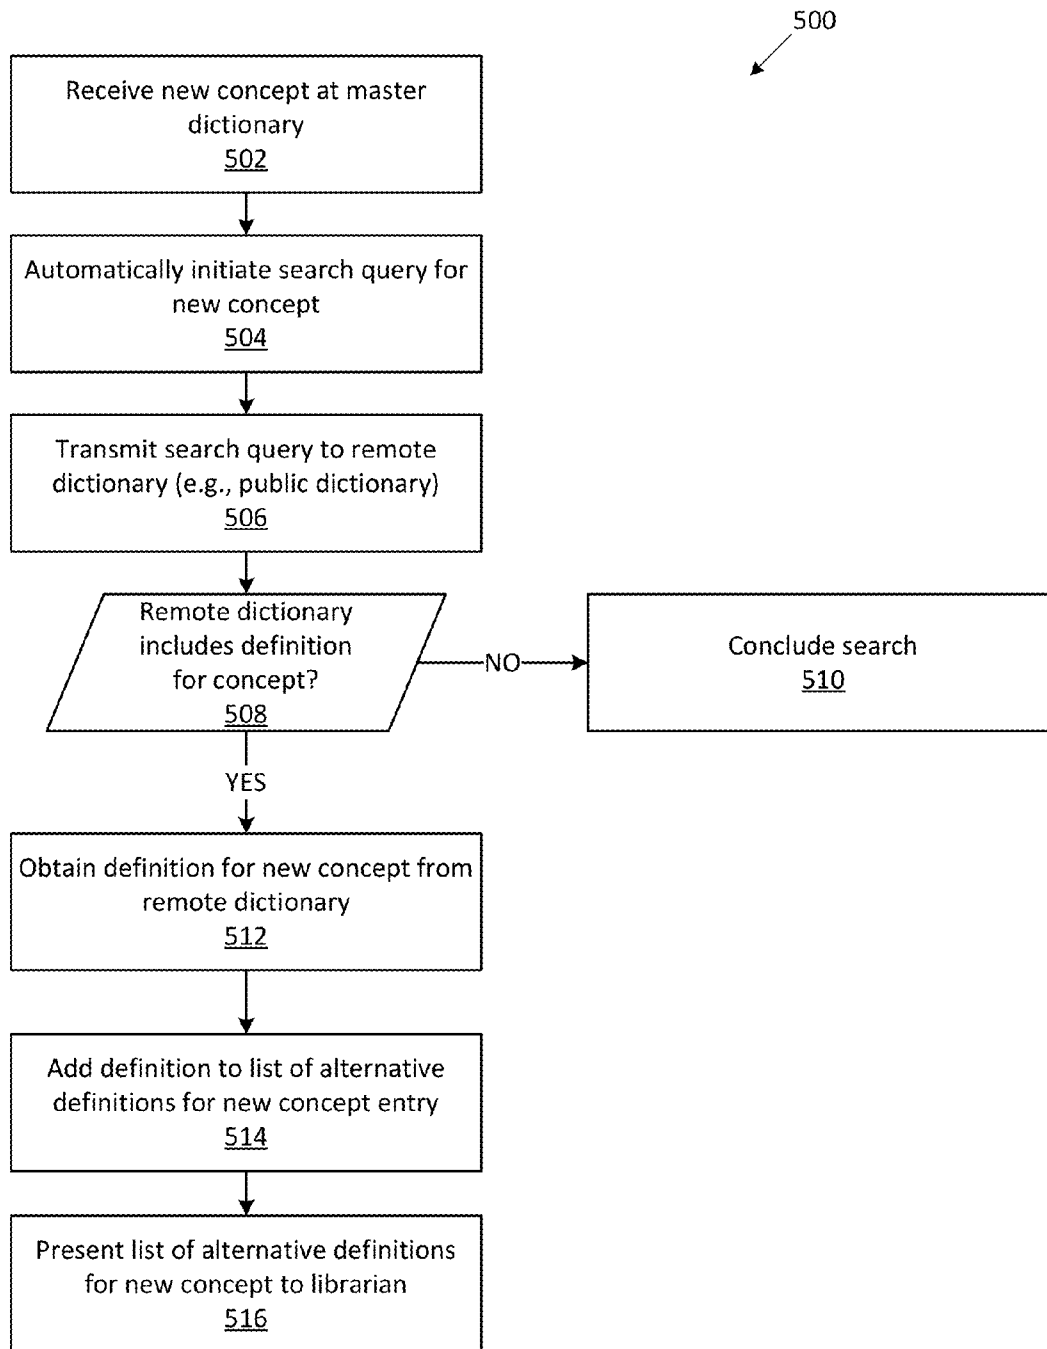 500
Receive new concept at master
dictionary
502
Automatically initiate search query for
new concept
504
Transmit search query to remote
dictionary (e.g., public dictionary)
506
Remote dictionary
includes definition
for concept?
508
NO
Conclude search
510
YES
Obtain definition for new concept from
remote dictionary
512
Add definition to list of alternative
definitions for new concept entry
514
Present list of alternative definitions
for new concept to librarian
516